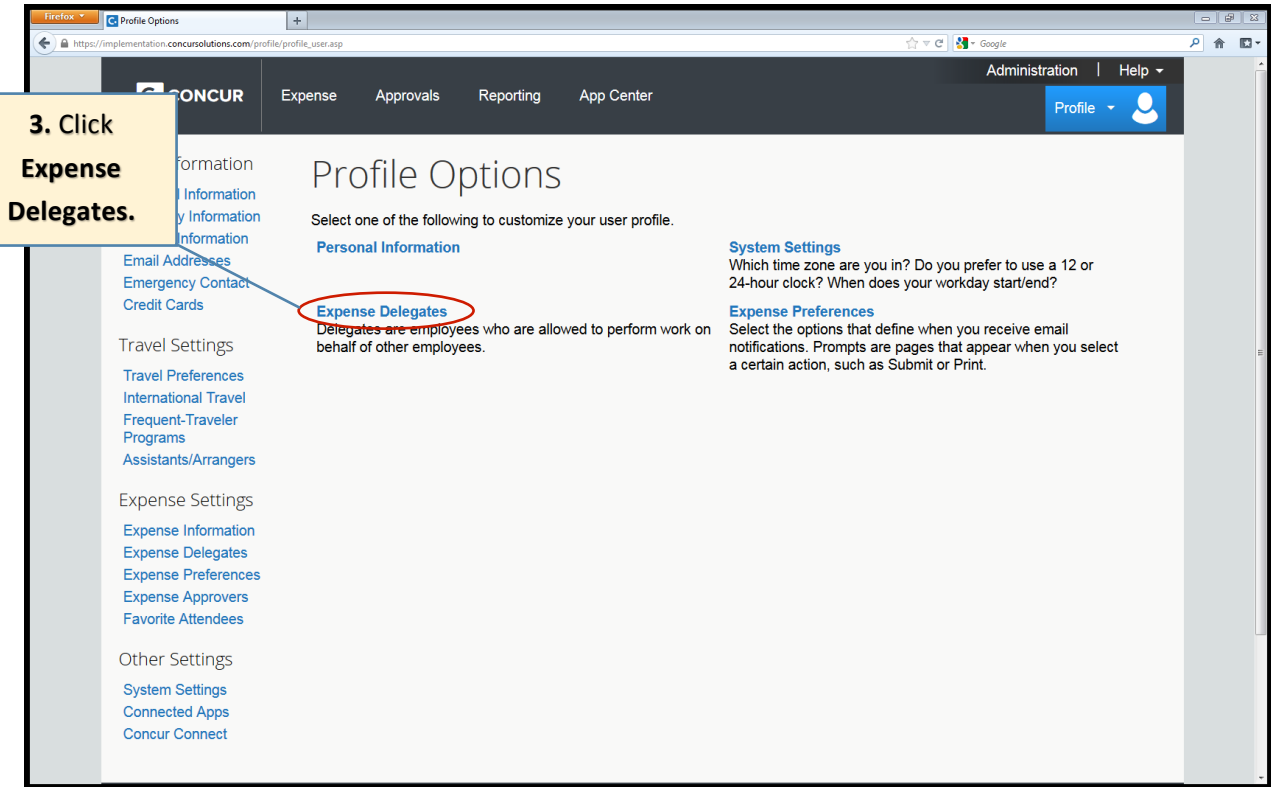 Firefox
Profile Options
+
https://implementation.concursolutions.com/profile/profile_user.asp
Google
Administration | Help
CONCUR
Expense
Approvals
Reporting
App Center
Profile
3. Click
Expense
Delegates.
Information
Information
Email Addresses
Emergency Contact
Credit Cards
Travel Settings
Travel Preferences
International Travel
Frequent-Traveler
Programs
Assistants/Arrangers
Expense Settings
Expense Information
Expense Delegates
Expense Preferences
Expense Approvers
Favorite Attendees
Other Settings
System Settings
Connected Apps
Concur Connect
Profile Options
Select one of the following to customize your user profile.
Personal Information
Expense Delegates
Delegates are employees who are allowed to perform work on
behalf of other employees.
System Settings
Which time zone are you in? Do you prefer to use a 12 or
24-hour clock? When does your workday start/end?
Expense Preferences
Select the options that define when you receive email
notifications. Prompts are pages that appear when you select
a certain action, such as Submit or Print.